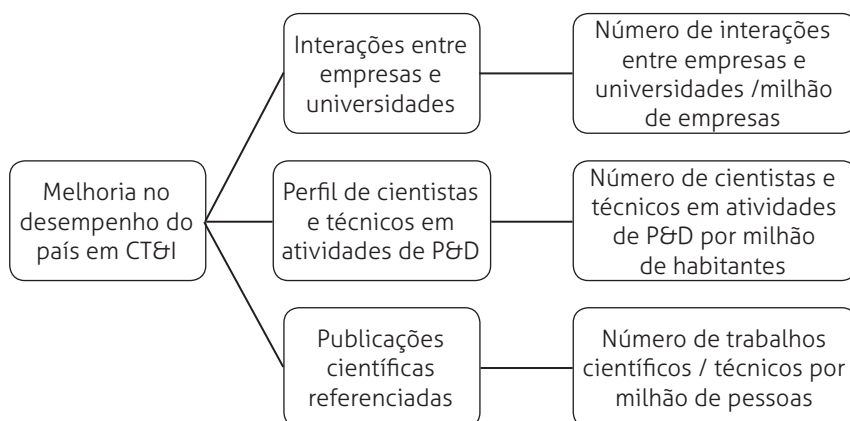 Melhoria no
desempenho do
país em CT&I
Interações entre
empresas e
universidades
Número de interações
entre empresas e
universidades /milhão
de empresas
Perfil de cientistas
e técnicos em
atividades de P&D
Número de cientistas e
técnicos em atividades
de P&D por milhão
de habitantes
Publicações
científicas
referenciadas
Número de trabalhos
científicos / técnicos por
milhão de pessoas